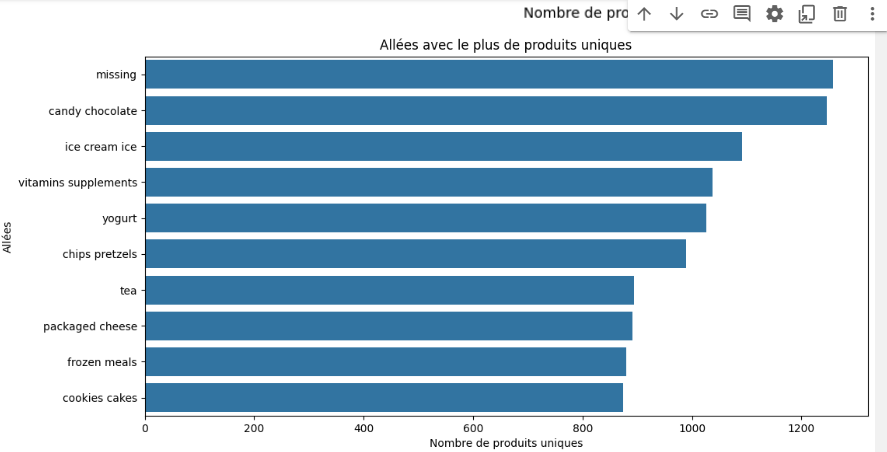 Nombre de pro
Allées avec le plus de produits uniques
missing
candy chocolate
ice cream ice
vitamins supplements
yogurt
chips pretzels
tea
packaged cheese
frozen meals
cookies cakes
Allées
0 200 400 600 800 1000 1200
Nombre de produits uniques